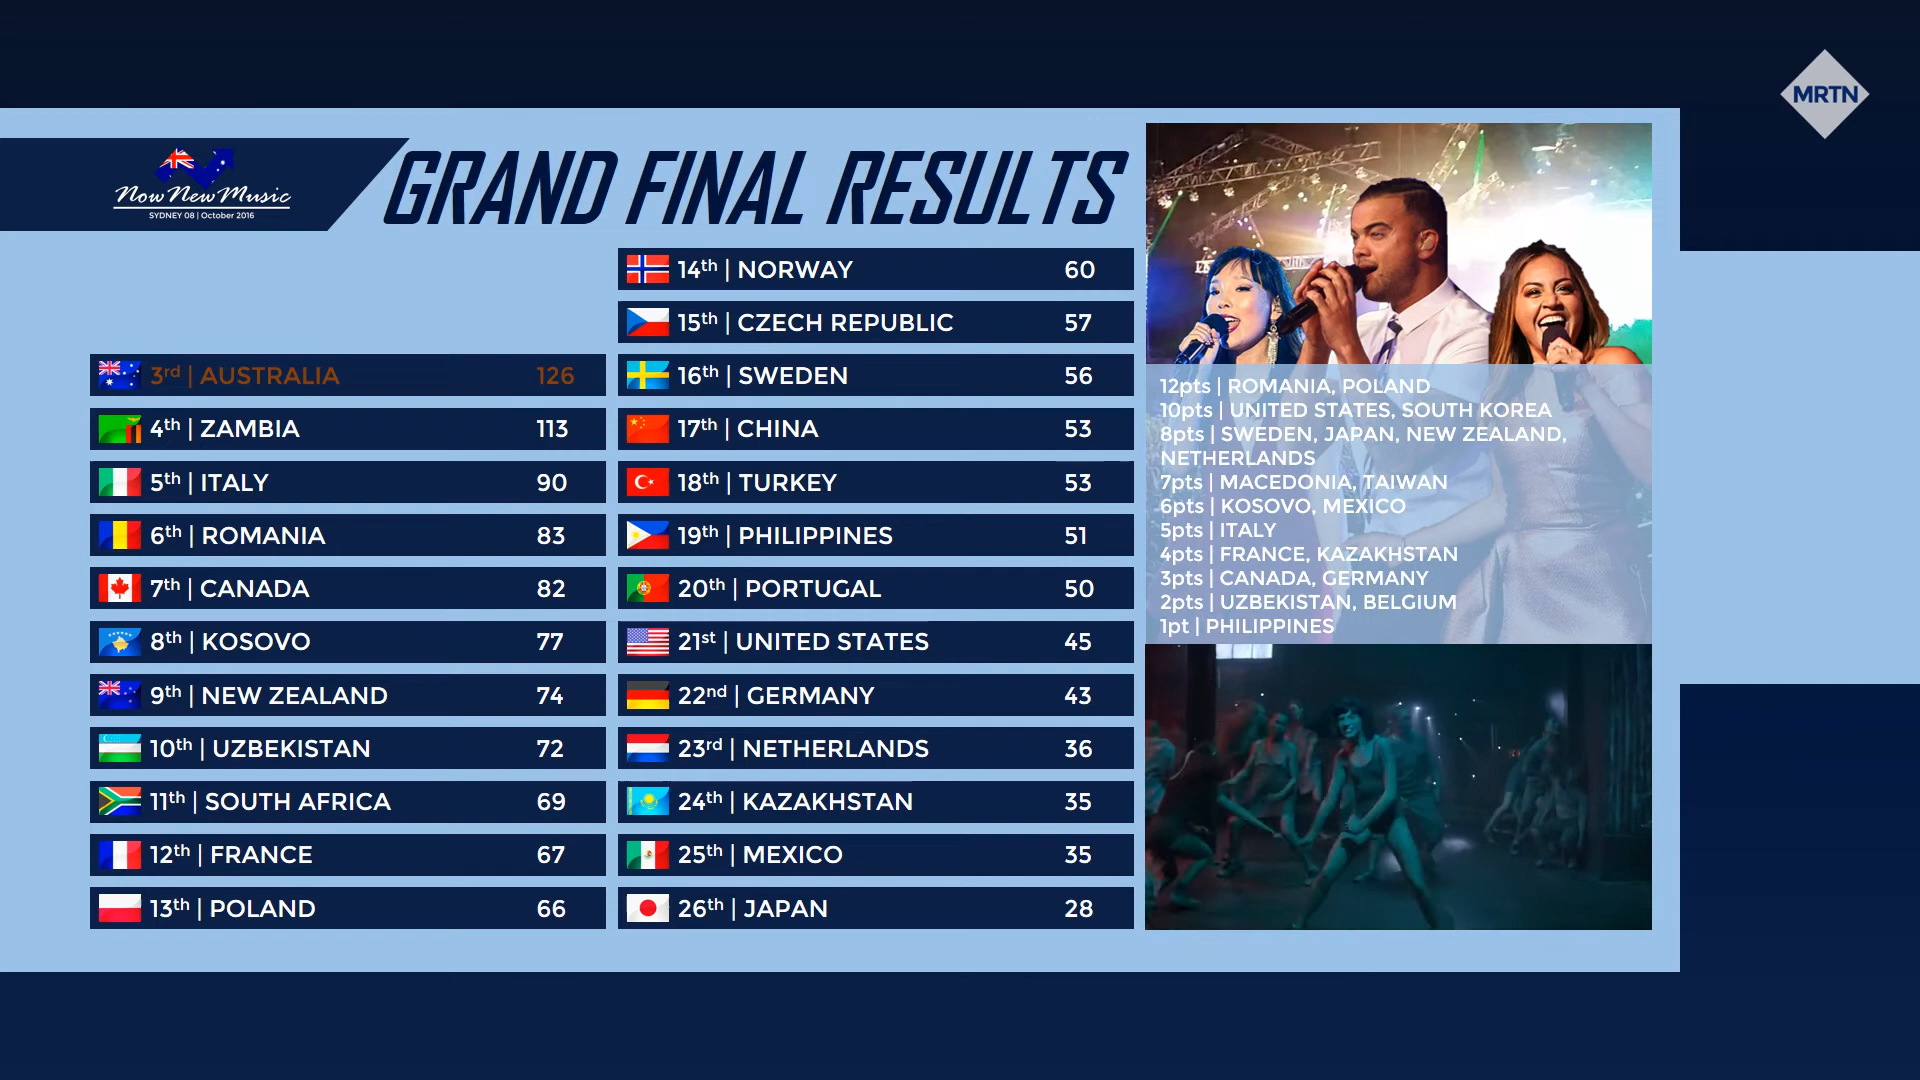 MRTN
NowNewMusic
SYDNEY 08 | October 2016
GRAND FINAL RESULTS
3rd | AUSTRALIA 126
4th | ZAMBIA 113
5th | ITALY 90
6th | ROMANIA 83
7th | CANADA 82
8th | KOSOVO 77
9th | NEW ZEALAND 74
10th | UZBEKISTAN 72
11th | SOUTH AFRICA 69
12th | FRANCE 67
13th | POLAND 66
14th | NORWAY 60
15th | CZECH REPUBLIC 57
16th | SWEDEN 56
17th | CHINA 53
18th | TURKEY 53
19th | PHILIPPINES 51
20th | PORTUGAL 50
21st | UNITED STATES 45
22nd | GERMANY 43
23rd | NETHERLANDS 36
24th | KAZAKHSTAN 35
25th | MEXICO 35
26th | JAPAN 28
12pts | ROMANIA, POLAND
10pts | UNITED STATES, SOUTH KOREA
8pts | SWEDEN, JAPAN, NEW ZEALAND,
NETHERLANDS
7pts | MACEDONIA, TAIWAN
6pts | KOSOVO, MEXICO
5pts | ITALY
4pts | FRANCE, KAZAKHSTAN
3pts | CANADA, GERMANY
2pts | UZBEKISTAN, BELGIUM
1pt | PHILIPPINES